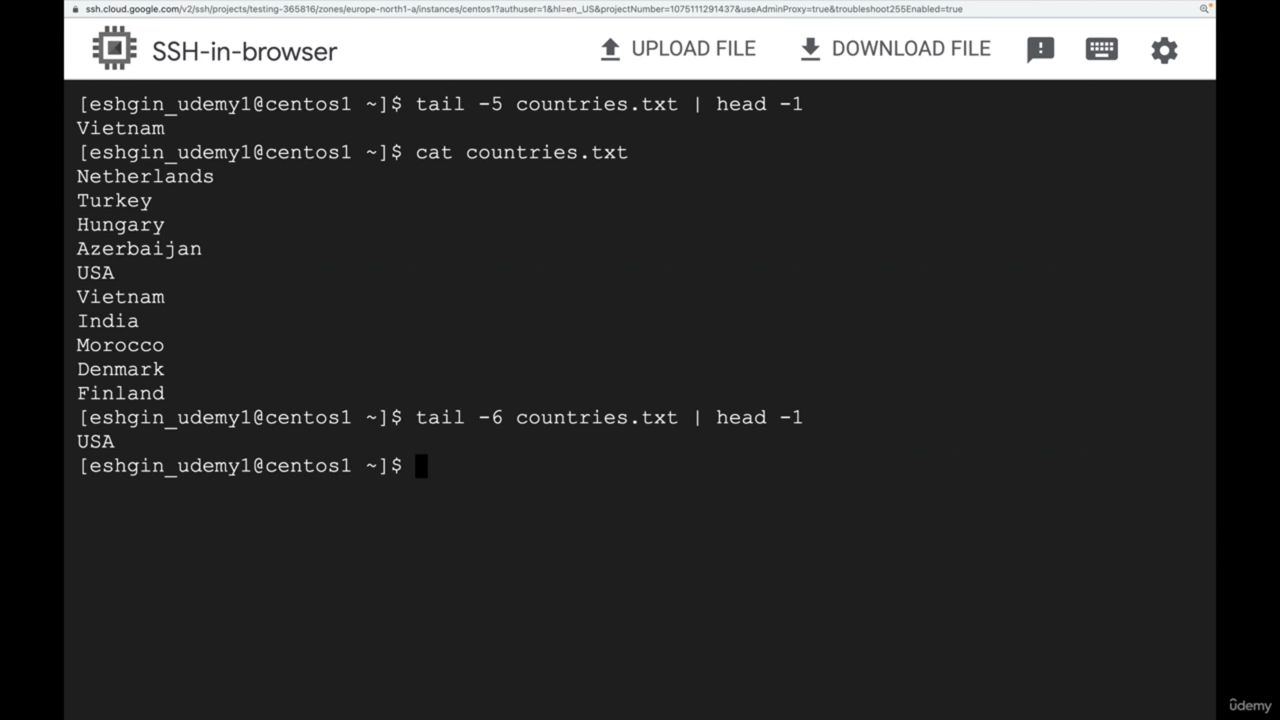 ssh.cloud.google.com/v2/ssh/projects/testing-365816/zones/europe-north1-a/instances/centos1?authuser=1&hl=en_US&projectNumber=1075111291437&useAdminProxy=true&troubleshoot255Enabled=true
SSH-in-browser UPLOAD FILE DOWNLOAD FILE
[eshgin_udemy1@centos1 ~]$ tail -5 countries.txt | head -1
Vietnam
[eshgin_udemy1@centos1 ~]$ cat countries.txt
Netherlands
Turkey
Hungary
Azerbaijan
USA
Vietnam
India
Morocco
Denmark
Finland
[eshgin_udemy1@centos1 ~]$ tail -6 countries.txt | head -1
USA
[eshgin_udemy1@centos1 ~]$
ûdemy